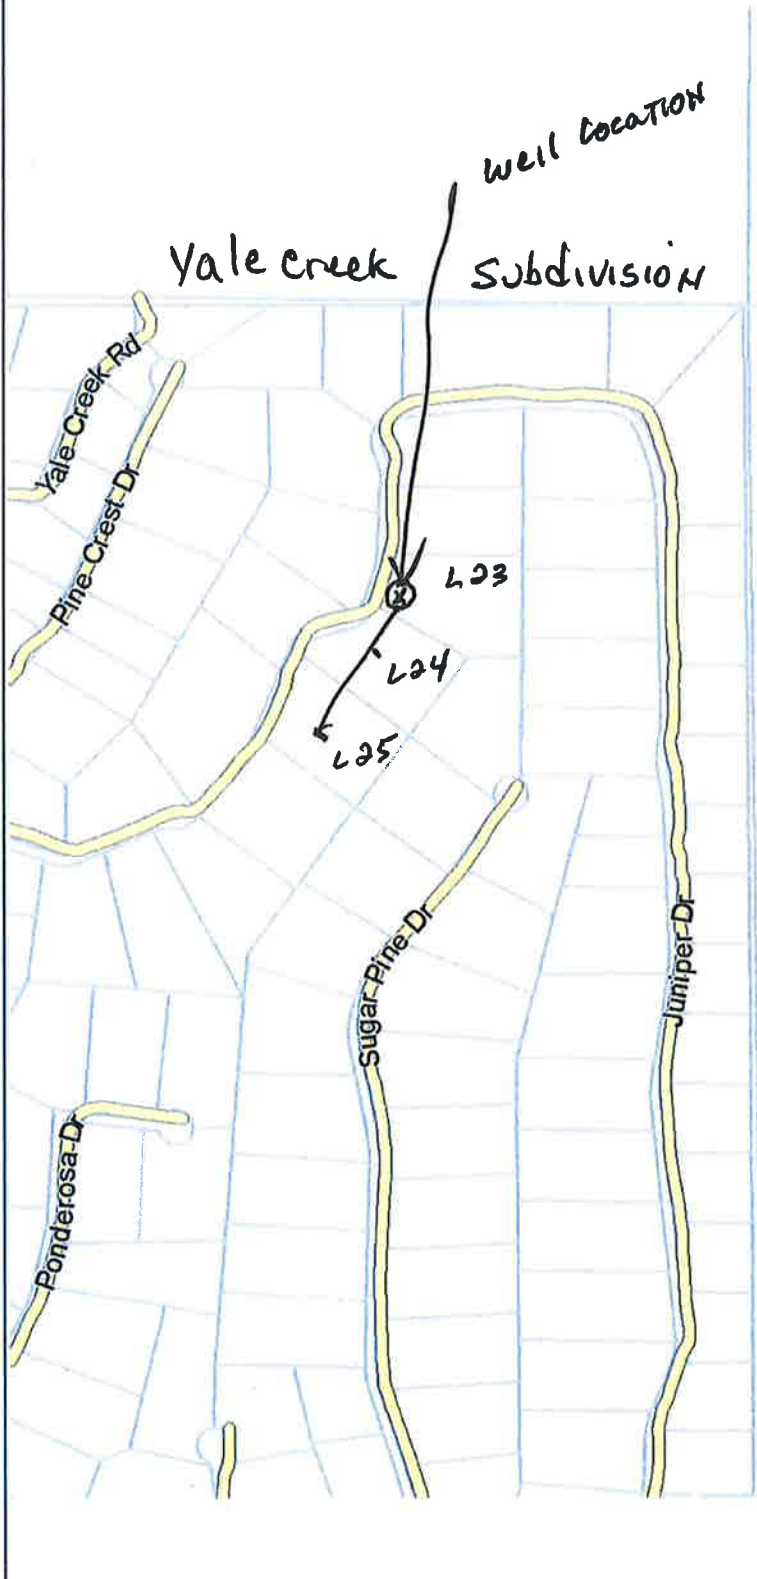 Well Location
Yale Creek Subdivision
Yale Creek Rd
Pine Crest Dr
L23
L24
L25
Sugar Pine Dr
Juniper Dr
Ponderosa Dr